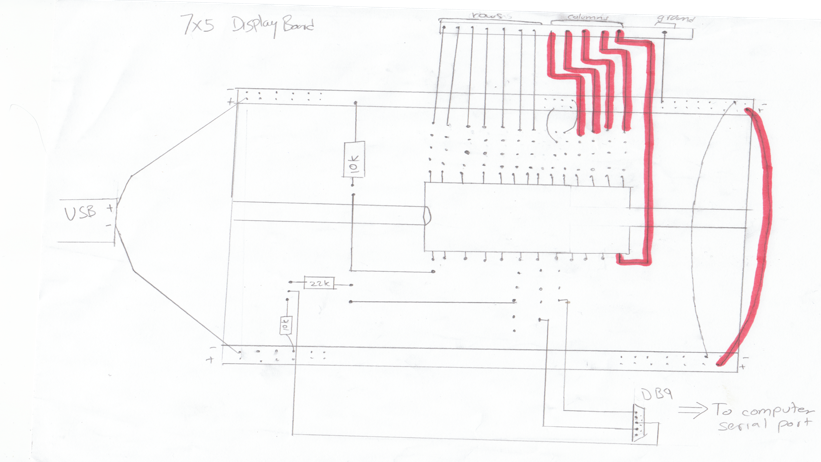 7x5 Display Board
rows
columns
ground
-
+
-
+
10k
USB
+
-
22k
10k
-
+
-
+
DB9
To computer
serial port